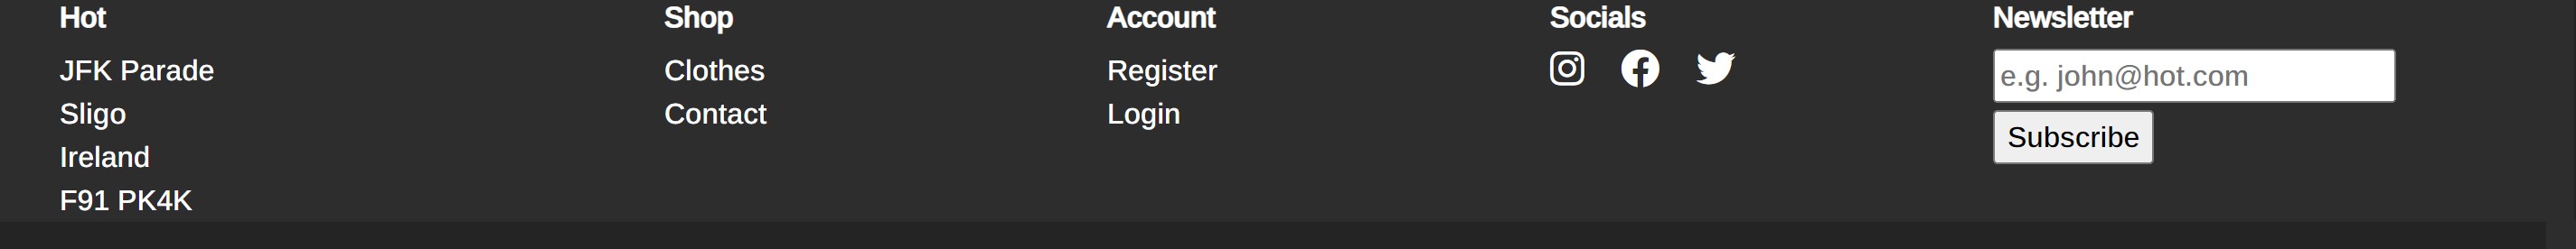 Hot
JFK Parade
Sligo
Ireland
F91 PK4K
Shop
Clothes
Contact
Account
Register
Login
Socials
Newsletter
e.g. john@hot.com
Subscribe